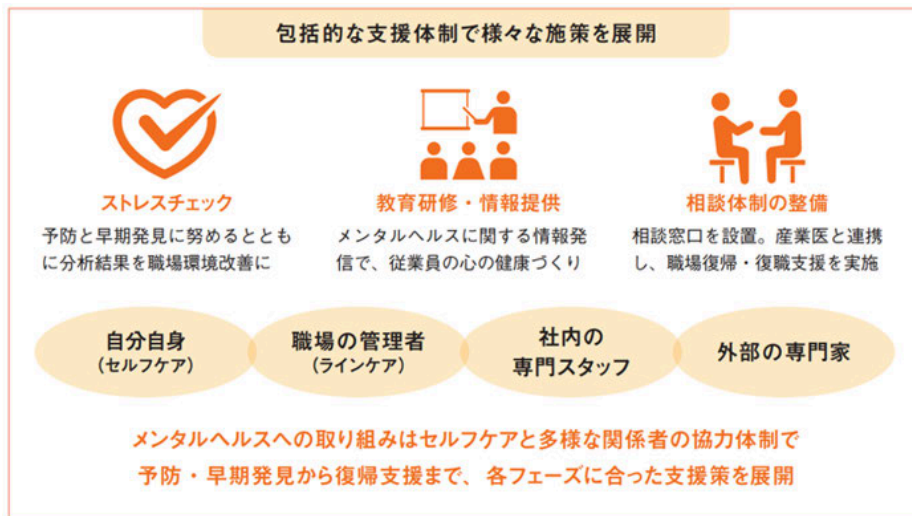 包括的な支援体制で様々な施策を展開
ストレスチェック
予防と早期発見に努めるととも
に分析結果を職場環境改善に
教育研修・情報提供
メンタルヘルスに関する情報発
信で、従業員の心の健康づくり
相談体制の整備
相談窓口を設置。産業医と連携
し、職場復帰・復職支援を実施
自分自身
（セルフケア）
職場の管理者
（ラインケア）
社内の
専門スタッフ
外部の専門家
メンタルヘルスへの取り組みはセルフケアと多様な関係者の協力体制で
予防・早期発見から復帰支援まで、各フェーズに合った支援策を展開